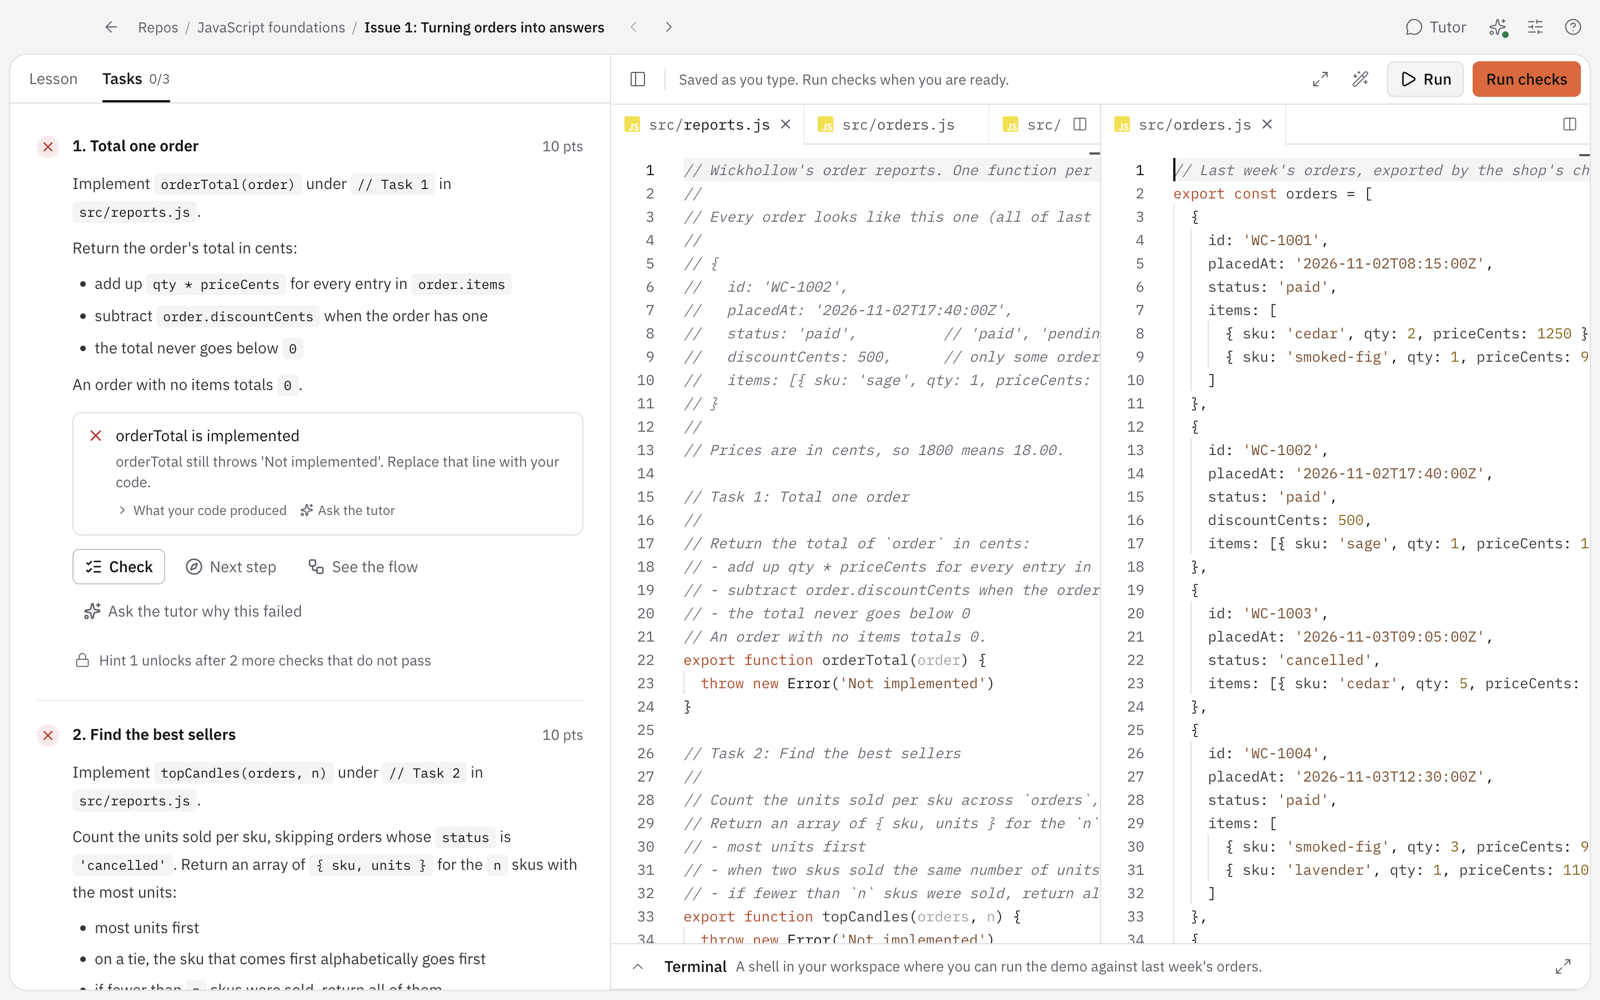 Repos / JavaScript foundations / Issue 1: Turning orders into answers
Tutor
Lesson
Tasks 0/3
1. Total one order 10 pts
Implement orderTotal(order) under // Task 1 in
src/reports.js .
Return the order's total in cents:
• add up qty * priceCents for every entry in order.items
• subtract order.discountCents when the order has one
• the total never goes below 0
An order with no items totals 0 .
orderTotal is implemented
orderTotal still throws 'Not implemented'. Replace that line with your
code.
What your code produced Ask the tutor
Check Next step See the flow
Ask the tutor why this failed
Hint 1 unlocks after 2 more checks that do not pass
2. Find the best sellers 10 pts
Implement topCandles(orders, n) under // Task 2 in
src/reports.js .
Count the units sold per sku, skipping orders whose status is
'cancelled' . Return an array of { sku, units } for the n skus with
the most units:
• most units first
• on a tie, the sku that comes first alphabetically goes first
• if fewer than n skus were sold, return all of them
Saved as you type. Run checks when you are ready.
Run
Run checks
JS src/reports.js
JS src/orders.js
JS src/
1 // Wickhollow's order reports. One function per
2 //
3 // Every order looks like this one (all of last
4 //
5 // {
6 //   id: 'WC-1002',
7 //   placedAt: '2026-11-02T17:40:00Z',
8 //   status: 'paid',          // 'paid', 'pendin
9 //   discountCents: 500,      // only some order
10 //   items: [{ sku: 'sage', qty: 1, priceCents:
11 // }
12 //
13 // Prices are in cents, so 1800 means 18.00.
14
15 // Task 1: Total one order
16 //
17 // Return the total of `order` in cents:
18 // - add up qty * priceCents for every entry in
19 // - subtract order.discountCents when the order
20 // - the total never goes below 0
21 // An order with no items totals 0.
22 export function orderTotal(order) {
23   throw new Error('Not implemented')
24 }
25
26 // Task 2: Find the best sellers
27 //
28 // Count the units sold per sku across `orders`,
29 // Return an array of { sku, units } for the `n`
30 // - most units first
31 // - when two skus sold the same number of units
32 // - if fewer than `n` skus were sold, return al
33 export function topCandles(orders, n) {
34   throw new Error('Not implemented')
JS src/orders.js
1 // Last week's orders, exported by the shop's ch
2 export const orders = [
3   {
4     id: 'WC-1001',
5     placedAt: '2026-11-02T08:15:00Z',
6     status: 'paid',
7     items: [
8       { sku: 'cedar', qty: 2, priceCents: 1250 }
9       { sku: 'smoked-fig', qty: 1, priceCents: 9
10     ]
11   },
12   {
13     id: 'WC-1002',
14     placedAt: '2026-11-02T17:40:00Z',
15     status: 'paid',
16     discountCents: 500,
17     items: [{ sku: 'sage', qty: 1, priceCents: 1
18   },
19   {
20     id: 'WC-1003',
21     placedAt: '2026-11-03T09:05:00Z',
22     status: 'cancelled',
23     items: [{ sku: 'cedar', qty: 5, priceCents:
24   },
25   {
26     id: 'WC-1004',
27     placedAt: '2026-11-03T12:30:00Z',
28     status: 'paid',
29     items: [
30       { sku: 'smoked-fig', qty: 3, priceCents: 9
31       { sku: 'lavender', qty: 1, priceCents: 110
32     ]
33   },
34   {
Terminal A shell in your workspace where you can run the demo against last week's orders.